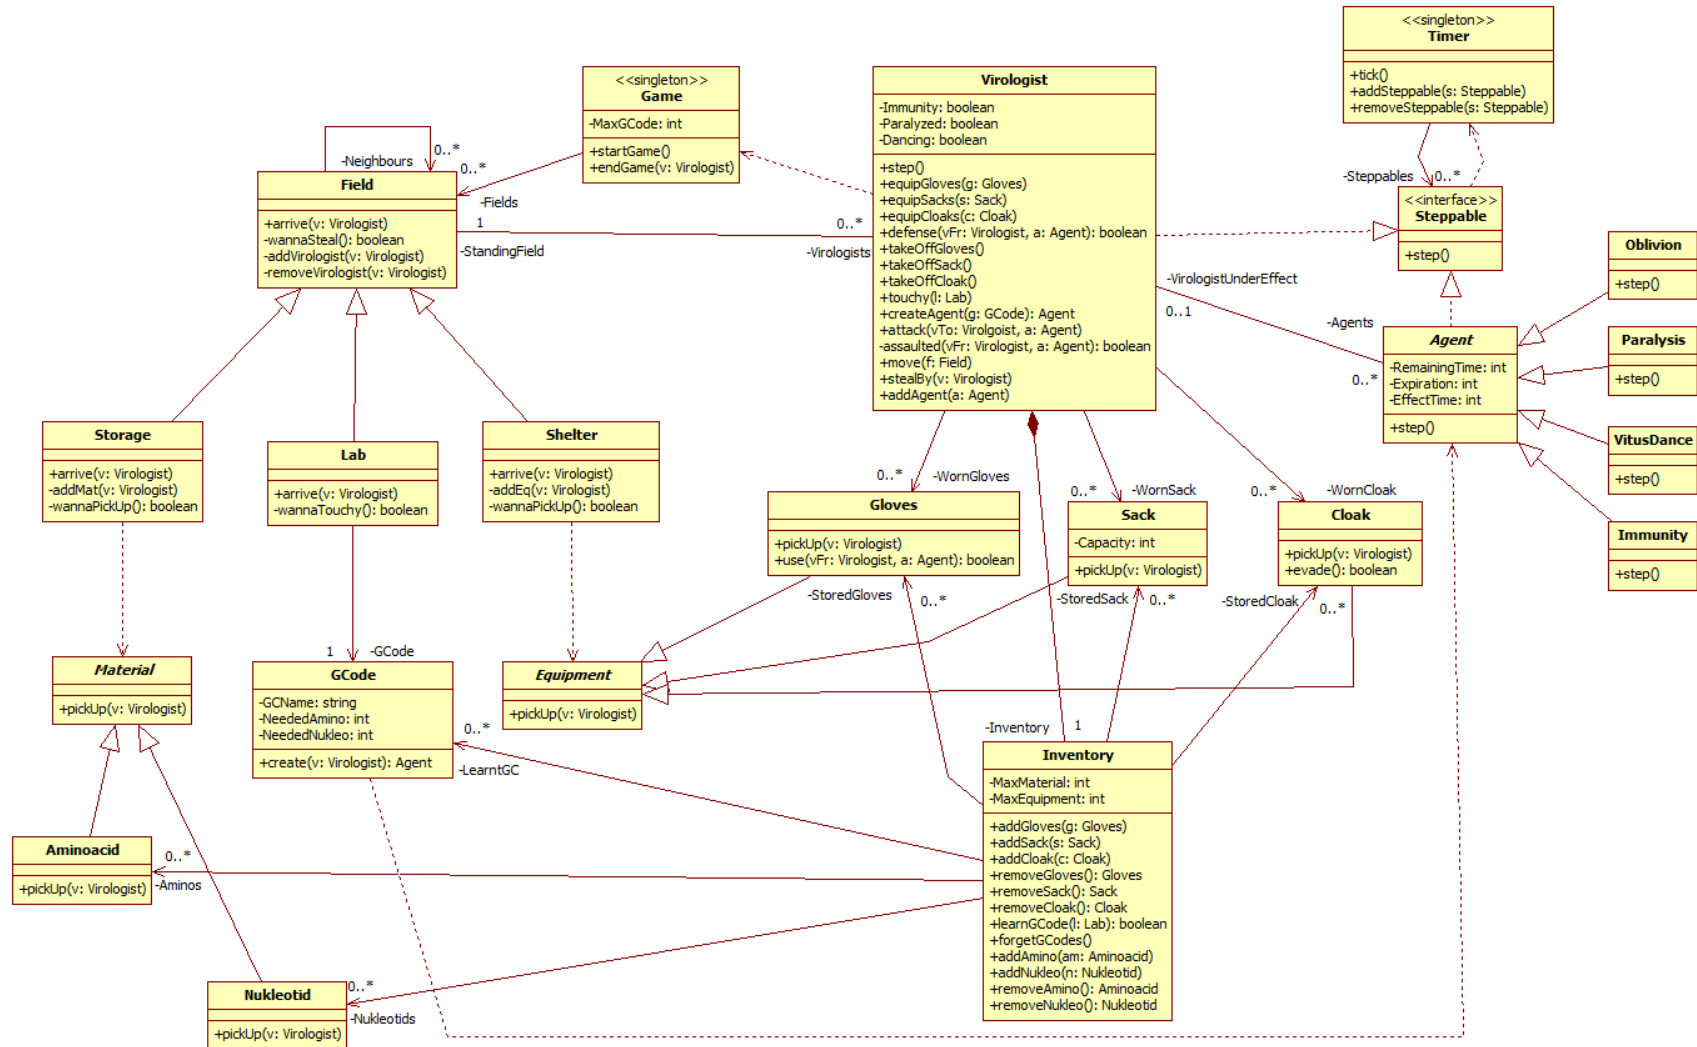 <<singleton>>
Timer
+tick()
+addSteppable(s: Steppable)
+removeSteppable(s: Steppable)
<<singleton>>
Game
-MaxGCode: int
+startGame()
+endGame(v: Virologist)
Virologist
-Immunity: boolean
-Paralyzed: boolean
-Dancing: boolean
+step()
+equipGloves(g: Gloves)
+equipSacks(s: Sack)
+equipCloaks(c: Cloak)
+defense(vFr: Virologist, a: Agent): boolean
+takeOffGloves()
+takeOffSack()
+takeOffCloak()
+touchy(l: Lab)
+createAgent(g: GCode): Agent
+attack(vTo: Virolgoist, a: Agent)
-assaulted(vFr: Virologist, a: Agent): boolean
+move(f: Field)
+stealBy(v: Virologist)
+addAgent(a: Agent)
-Neighbours
0..*
0..*
-Fields
Field
+arrive(v: Virologist)
-wannaSteal(): boolean
-addVirologist(v: Virologist)
-removeVirologist(v: Virologist)
1
-StandingField
0..*
-Virologists
-Steppables
0..*
<<interface>>
Steppable
+step()
-VirologistUnderEffect
0..1
-Agents
0..*
Agent
-RemainingTime: int
-Expiration: int
-EffectTime: int
+step()
Oblivion
+step()
Paralysis
+step()
VitusDance
+step()
Immunity
+step()
Storage
+arrive(v: Virologist)
-addMat(v: Virologist)
-wannaPickUp(): boolean
Lab
+arrive(v: Virologist)
-wannaTouchy(): boolean
Shelter
+arrive(v: Virologist)
-addEq(v: Virologist)
-wannaPickUp(): boolean
0..*
-WornGloves
0..*
-WornSack
0..*
-WornCloak
Gloves
+pickUp(v: Virologist)
+use(vFr: Virologist, a: Agent): boolean
Sack
-Capacity: int
+pickUp(v: Virologist)
Cloak
+pickUp(v: Virologist)
+evade(): boolean
-StoredGloves
0..*
-StoredSack
0..*
-StoredCloak
0..*
Material
+pickUp(v: Virologist)
1
-GCode
GCode
-GCName: string
-NeededAmino: int
-NeededNukleo: int
+create(v: Virologist): Agent
Equipment
+pickUp(v: Virologist)
0..*
-LearntGC
-Inventory
1
Inventory
-MaxMaterial: int
-MaxEquipment: int
+addGloves(g: Gloves)
+addSack(s: Sack)
+addCloak(c: Cloak)
+removeGloves(): Gloves
+removeSack(): Sack
+removeCloak(): Cloak
+learnGCode(l: Lab): boolean
+forgetGCodes()
+addAmino(am: Aminoacid)
+addNukleo(n: Nukleotid)
+removeAmino(): Aminoacid
+removeNukleo(): Nukleotid
Aminoacid
+pickUp(v: Virologist)
0..*
-Aminos
Nukleotid
+pickUp(v: Virologist)
0..*
-Nukleotids